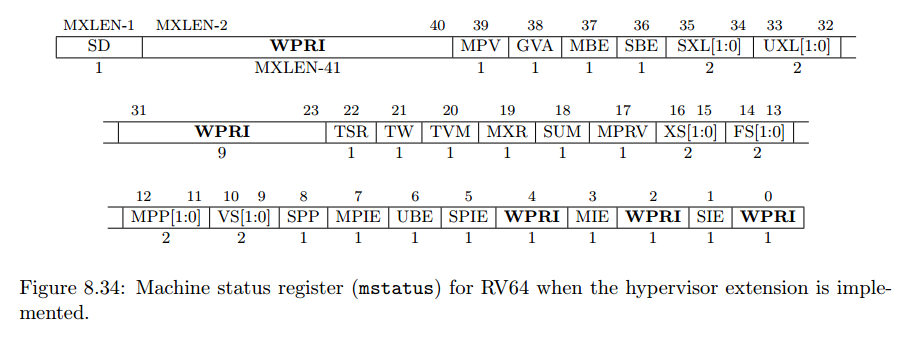 MXLEN-1 MXLEN-2 40 39 38 37 36 35 34 33 32
SD WPRI MPV GVA MBE SBE SXL[1:0] UXL[1:0]
1 MXLEN-41 1 1 1 1 2 2
31 23 22 21 20 19 18 17 16 15 14 13
WPRI TSR TW TVM MXR SUM MPRV XS[1:0] FS[1:0]
9 1 1 1 1 1 1 2 2
12 11 10 9 8 7 6 5 4 3 2 1 0
MPP[1:0] VS[1:0] SPP MPIE UBE SPIE WPRI MIE WPRI SIE WPRI
2 2 1 1 1 1 1 1 1 1 1
Figure 8.34: Machine status register (mstatus) for RV64 when the hypervisor extension is imple-
mented.